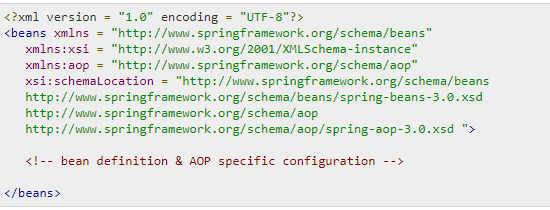 <?xml version = "1.0" encoding = "UTF-8"?>
<beans xmlns = "http://www.springframework.org/schema/beans"
xmlns:xsi = "http://www.w3.org/2001/XMLSchema-instance"
xmlns:aop = "http://www.springframework.org/schema/aop"
xsi:schemaLocation = "http://www.springframework.org/schema/beans
http://www.springframework.org/schema/beans/spring-beans-3.0.xsd
http://www.springframework.org/schema/aop
http://www.springframework.org/schema/aop/spring-aop-3.0.xsd ">
<!-- bean definition & AOP specific configuration -->
</beans>